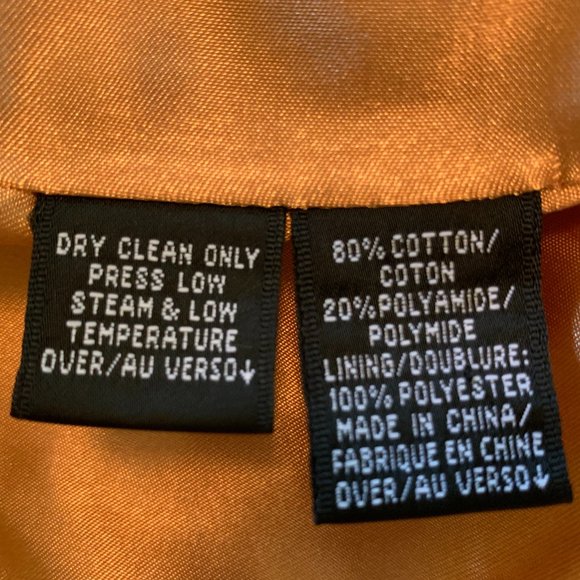 DRY CLEAN ONLY
PRESS LOW
STEAM & LOW
TEMPERATURE
OVER/AU VERSO↓
80% COTTON/
COTON
20% POLYAMIDE/
POLYMIDE
LINING/DOUBLURE:
100% POLYESTER
MADE IN CHINA/
FABRIQUE EN CHINE
OVER/AU VERSO↓